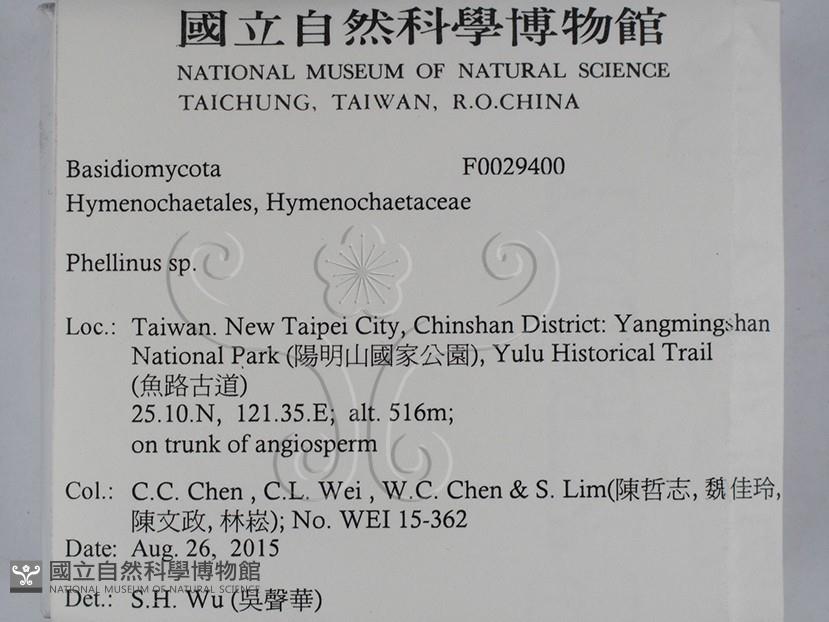 國立自然科學博物館
NATIONAL MUSEUM OF NATURAL SCIENCE
TAICHUNG, TAIWAN, R.O.CHINA
Basidiomycota F0029400
Hymenochaetales, Hymenochaetaceae
Phellinus sp.
Loc.: Taiwan. New Taipei City, Chinshan District: Yangmingshan
National Park (陽明山國家公園), Yulu Historical Trail
(魚路古道)
25.10.N, 121.35.E; alt. 516m;
on trunk of angiosperm
Col.: C.C. Chen , C.L. Wei , W.C. Chen & S. Lim(陳哲志, 魏佳玲,
陳文政, 林崧); No. WEI 15-362
Date: Aug. 26, 2015
國立自然科學博物館
NATIONAL MUSEUM OF NATURAL SCIENCE
Det.: S.H. Wu (吳聲華)